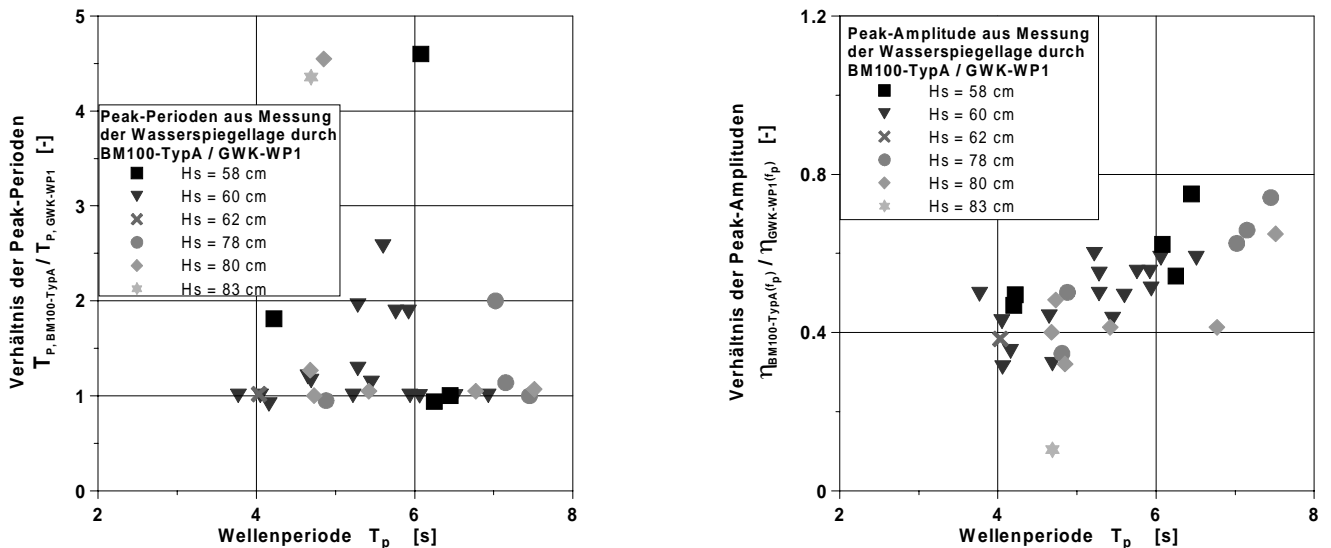 5
4
3
2
1
0
2
4
6
8
Verhältnis der Peak-Perioden
T P, BM100-TypA / T P, GWK-WP1 [-]
Peak-Perioden aus Messung
der Wasserspiegellage durch
BM100-TypA / GWK-WP1
Hs = 58 cm
Hs = 60 cm
Hs = 62 cm
Hs = 78 cm
Hs = 80 cm
Hs = 83 cm
Wellenperiode T p [s]
1.2
0.8
0.4
0
2
4
6
8
Verhältnis der Peak-Amplituden
ηBM100-TypA(fp) / ηGWK-WP1(fp) [-]
Peak-Amplitude aus Messung
der Wasserspiegellage durch
BM100-TypA / GWK-WP1
Hs = 58 cm
Hs = 60 cm
Hs = 62 cm
Hs = 78 cm
Hs = 80 cm
Hs = 83 cm
Wellenperiode T p [s]